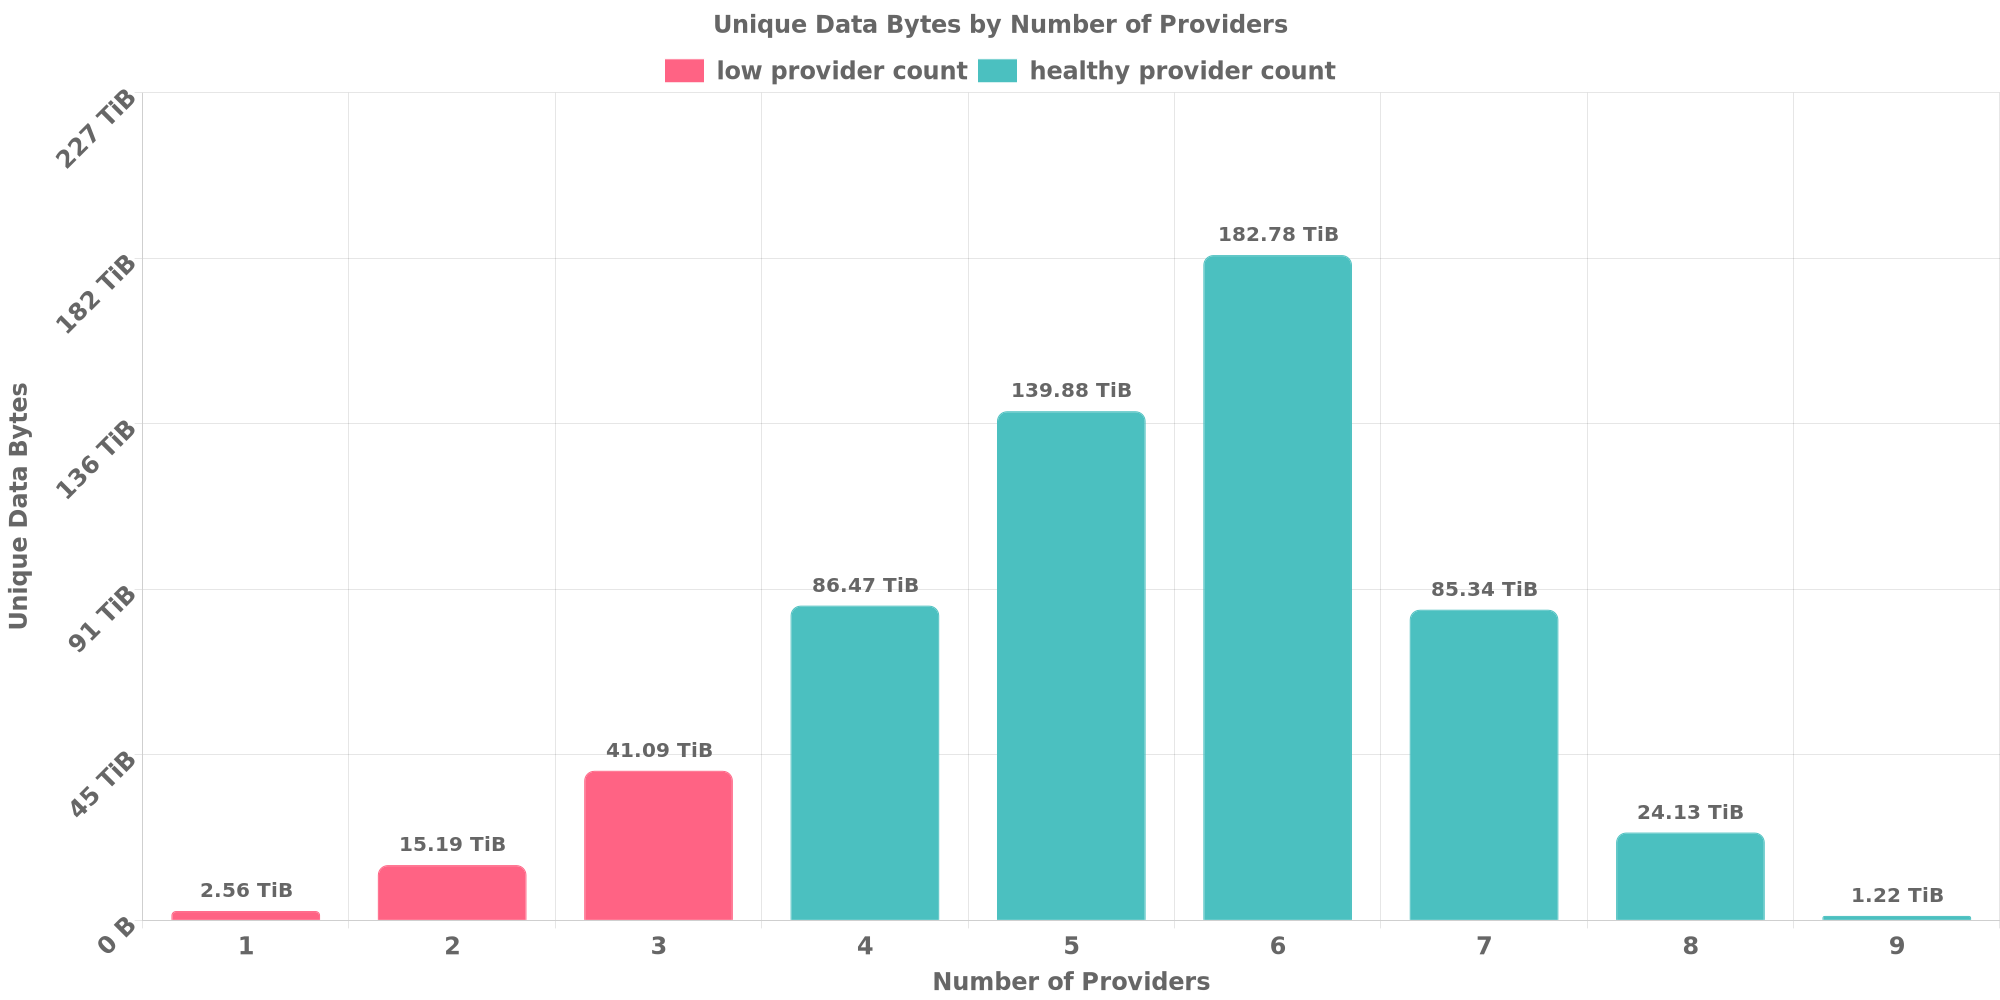 Unique Data Bytes by Number of Providers
low provider count healthy provider count
227 TiB
182 TiB
136 TiB
91 TiB
45 TiB
0 B
Unique Data Bytes
2.56 TiB
15.19 TiB
41.09 TiB
86.47 TiB
139.88 TiB
182.78 TiB
85.34 TiB
24.13 TiB
1.22 TiB
1 2 3 4 5 6 7 8 9
Number of Providers